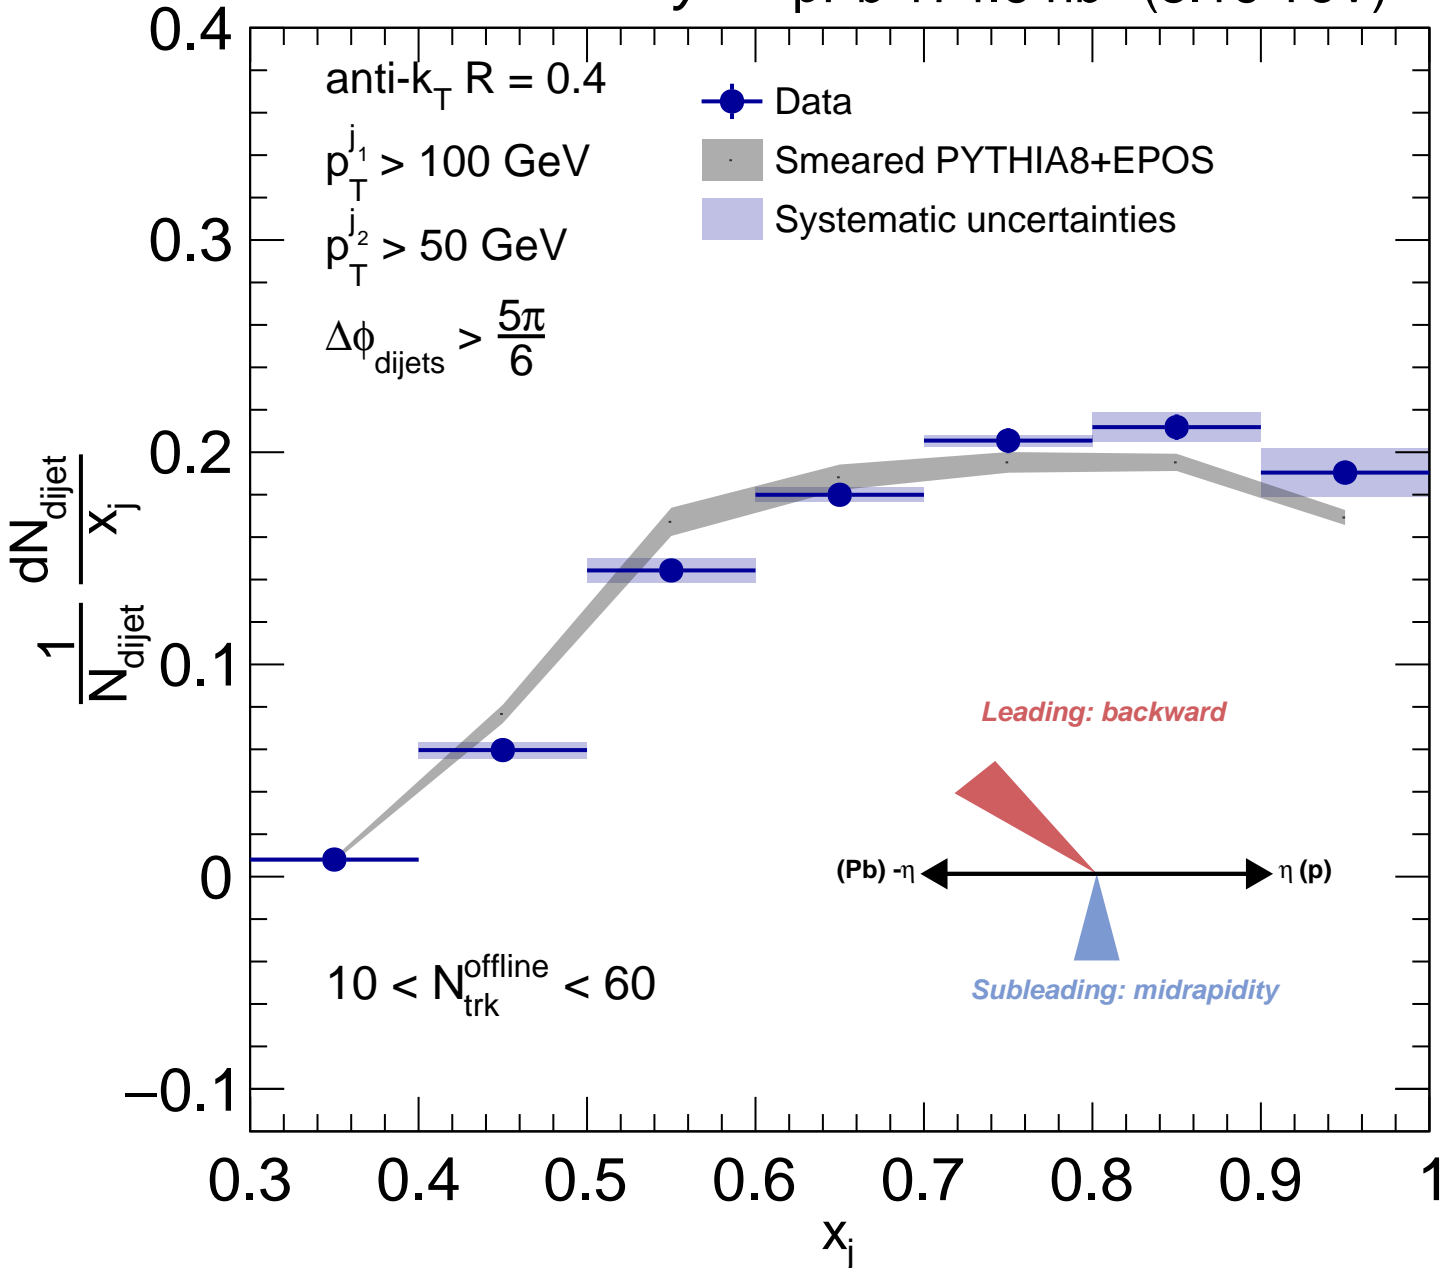 anti-k_T R = 0.4
p_T^{j_1} > 100 GeV
p_T^{j_2} > 50 GeV
Δϕ_dijets > 5π/6
Data
Smeared PYTHIA8+EPOS
Systematic uncertainties
1/N_dijet dN_dijet/x_j
0.4
0.3
0.2
0.1
0
−0.1
Leading: backward
(Pb) -η
η (p)
Subleading: midrapidity
10 < N_trk^offline < 60
0.3 0.4 0.5 0.6 0.7 0.8 0.9 1
x_j